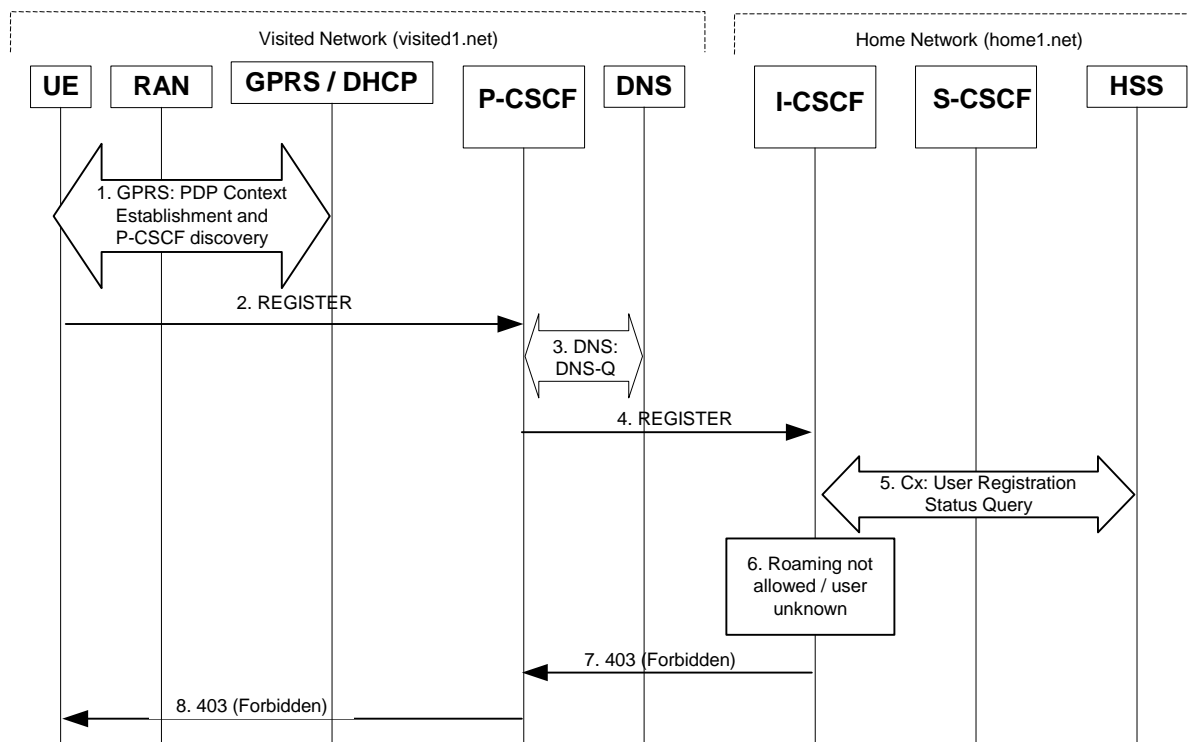 Visited Network (visited1.net)
Home Network (home1.net)
UE
RAN
GPRS / DHCP
P-CSCF
DNS
I-CSCF
S-CSCF
HSS
1. GPRS: PDP Context
Establishment and
P-CSCF discovery
2. REGISTER
3. DNS:
DNS-Q
4. REGISTER
5. Cx: User Registration
Status Query
6. Roaming not
allowed / user
unknown
7. 403 (Forbidden)
8. 403 (Forbidden)